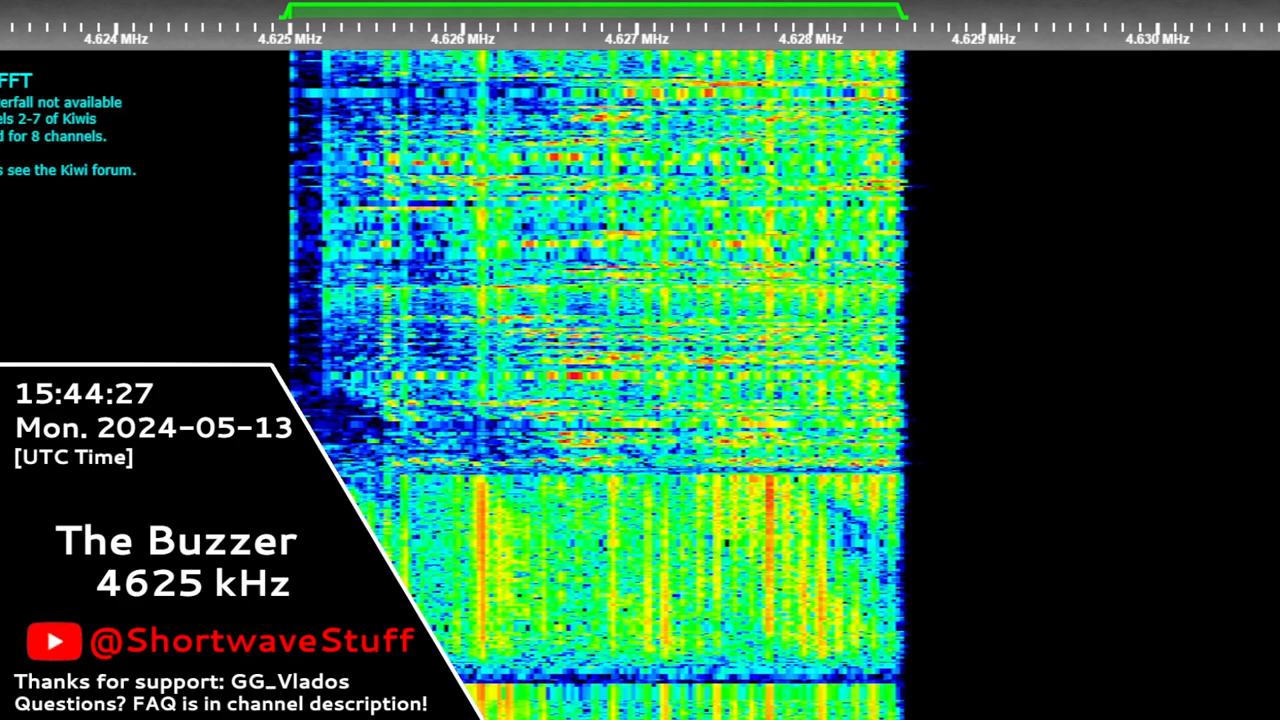 4.624 MHz 4.625 MHz 4.626 MHz 4.627 MHz 4.628 MHz 4.629 MHz 4.630 MHz
FFT
erfall not available
els 2-7 of Kiwis
d for 8 channels.
s see the Kiwi forum.
15:44:27
Mon. 2024-05-13
[UTC Time]
The Buzzer
4625 kHz
@ShortwaveStuff
Thanks for support: GG_Vlados
Questions? FAQ is in channel description!